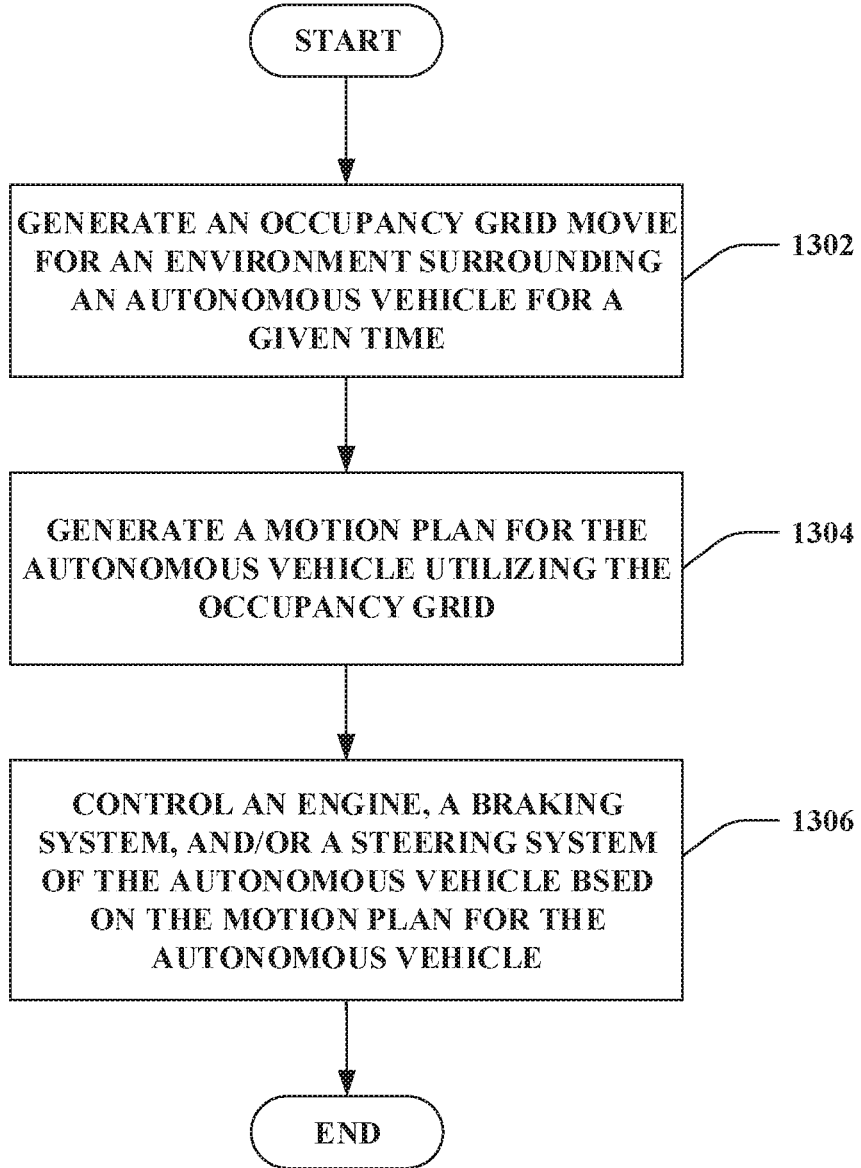 START
GENERATE AN OCCUPANCY GRID MOVIE
FOR AN ENVIRONMENT SURROUNDING
AN AUTONOMOUS VEHICLE FOR A
GIVEN TIME
1302
GENERATE A MOTION PLAN FOR THE
AUTONOMOUS VEHICLE UTILIZING THE
OCCUPANCY GRID
1304
CONTROL AN ENGINE, A BRAKING
SYSTEM, AND/OR A STEERING SYSTEM
OF THE AUTONOMOUS VEHICLE BSED
ON THE MOTION PLAN FOR THE
AUTONOMOUS VEHICLE
1306
END